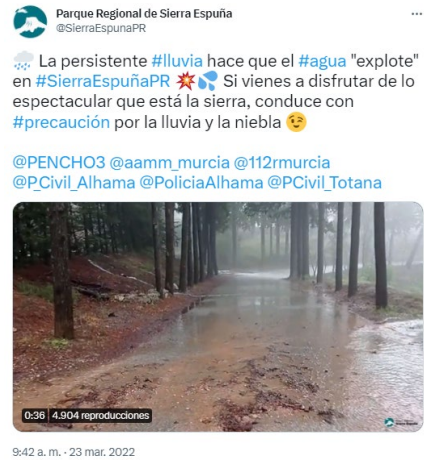 Parque Regional de Sierra Espuña
@SierraEspunaPR
La persistente #lluvia hace que el #agua "explote"
en #SierraEspuñaPR Si vienes a disfrutar de lo
espectacular que está la sierra, conduce con
#precaución por la lluvia y la niebla
@PENCHO3 @aamm_murcia @112rmurcia
@P_Civil_Alhama @PoliciaAlhama @PCivil_Totana
0:36 4.904 reproducciones
9:42 a. m. · 23 mar. 2022